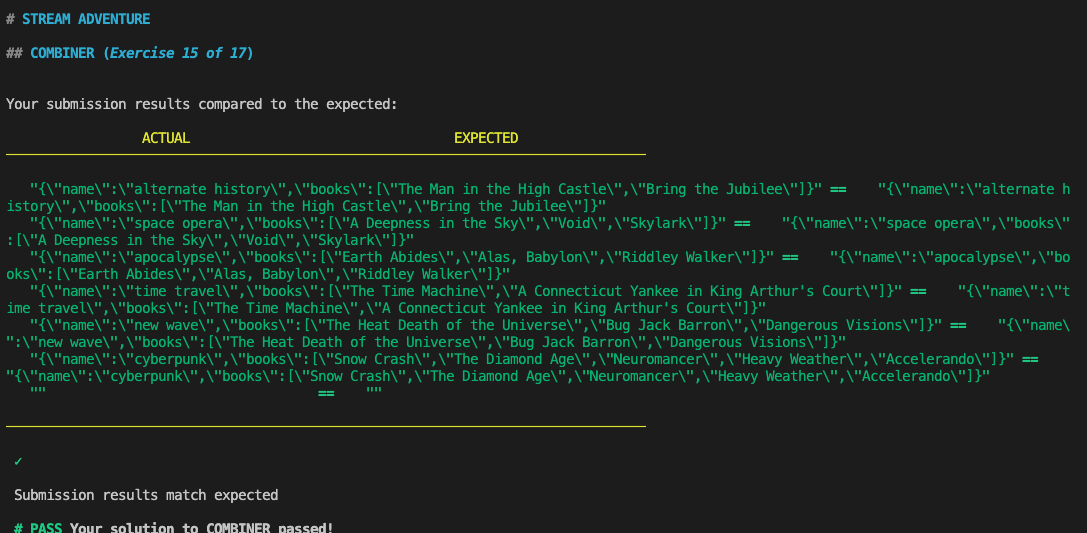 # STREAM ADVENTURE
## COMBINER (Exercise 15 of 17)
Your submission results compared to the expected:
ACTUAL EXPECTED
"{\"name\":\"alternate history\",\"books\":[\"The Man in the High Castle\",\"Bring the Jubilee\"]}" == "{\"name\":\"alternate h
istory\",\"books\":[\"The Man in the High Castle\",\"Bring the Jubilee\"]}"
"{\"name\":\"space opera\",\"books\":[\"A Deepness in the Sky\",\"Void\",\"Skylark\"]}" == "{\"name\":\"space opera\",\"books\"
:[\"A Deepness in the Sky\",\"Void\",\"Skylark\"]}"
"{\"name\":\"apocalypse\",\"books\":[\"Earth Abides\",\"Alas, Babylon\",\"Riddley Walker\"]}" == "{\"name\":\"apocalypse\",\"bo
oks\":[\"Earth Abides\",\"Alas, Babylon\",\"Riddley Walker\"]}"
"{\"name\":\"time travel\",\"books\":[\"The Time Machine\",\"A Connecticut Yankee in King Arthur's Court\"]}" == "{\"name\":\"t
ime travel\",\"books\":[\"The Time Machine\",\"A Connecticut Yankee in King Arthur's Court\"]}"
"{\"name\":\"new wave\",\"books\":[\"The Heat Death of the Universe\",\"Bug Jack Barron\",\"Dangerous Visions\"]}" == "{\"name\
":\"new wave\",\"books\":[\"The Heat Death of the Universe\",\"Bug Jack Barron\",\"Dangerous Visions\"]}"
"{\"name\":\"cyberpunk\",\"books\":[\"Snow Crash\",\"The Diamond Age\",\"Neuromancer\",\"Heavy Weather\",\"Accelerando\"]}" ==
"{\"name\":\"cyberpunk\",\"books\":[\"Snow Crash\",\"The Diamond Age\",\"Neuromancer\",\"Heavy Weather\",\"Accelerando\"]}"
"" == ""
✓
Submission results match expected
# PASS Your solution to COMBINER passed!